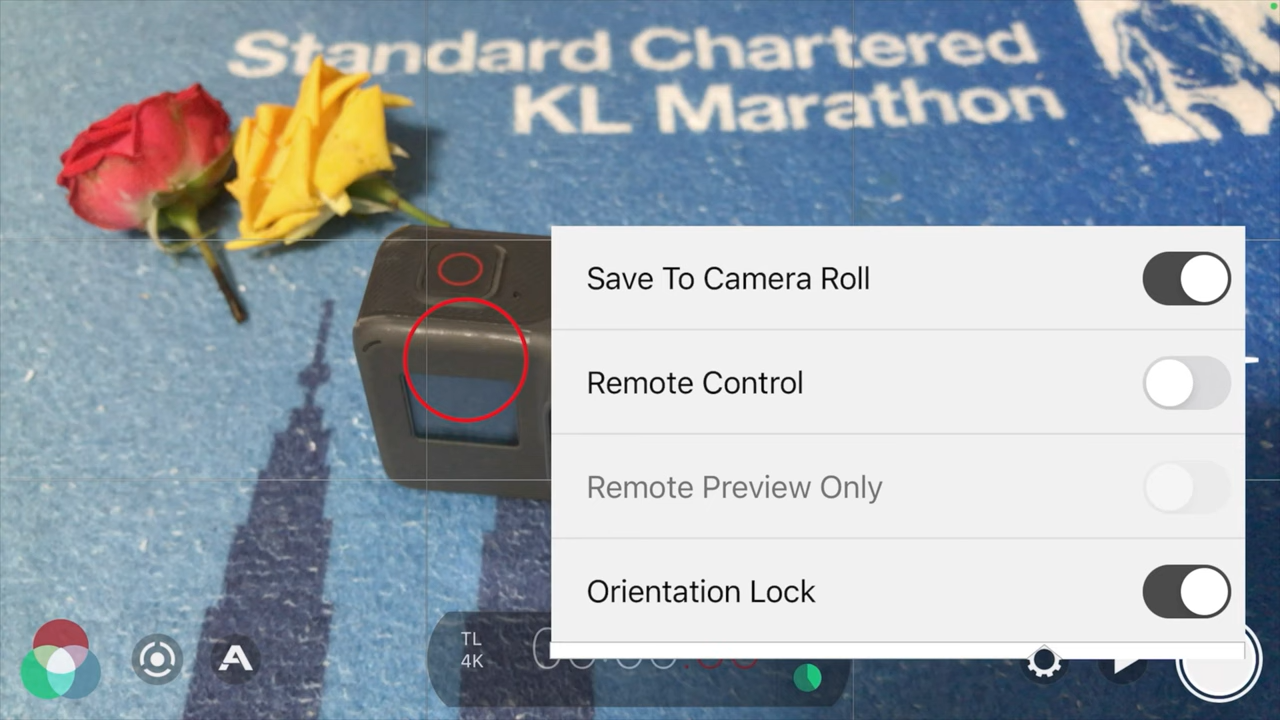 Standard Chartered
KL Marathon
Save To Camera Roll
Remote Control
Remote Preview Only
Orientation Lock
TL
4K